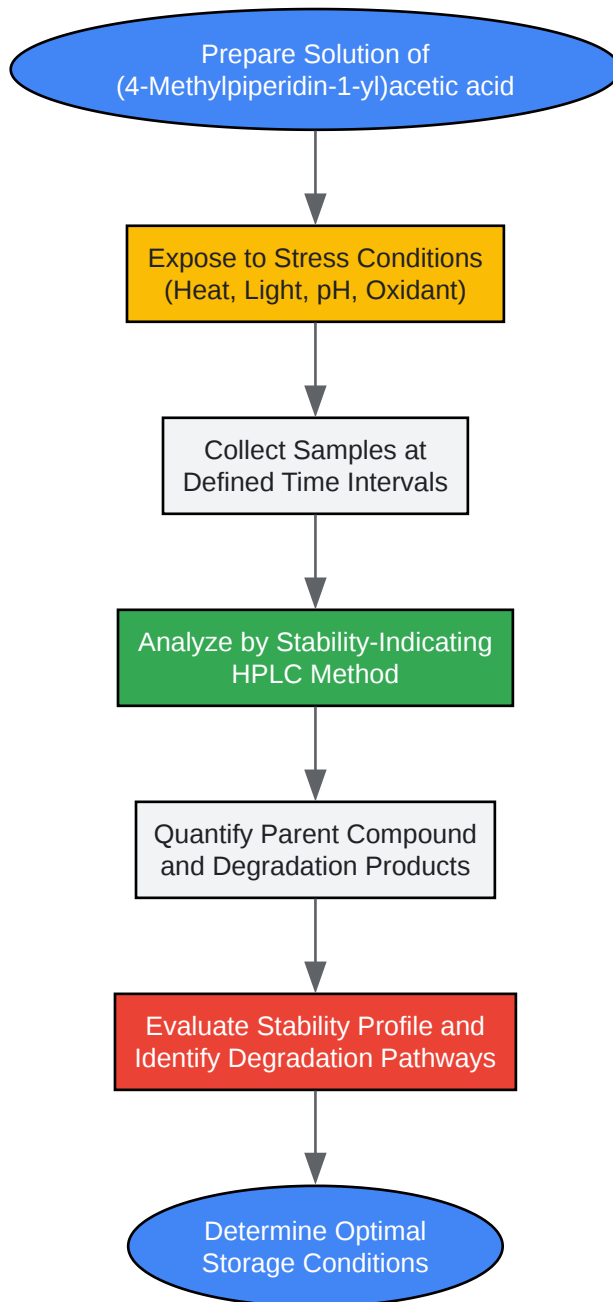 Prepare Solution of
(4-Methylpiperidin-1-yl)acetic acid
Expose to Stress Conditions
(Heat, Light, pH, Oxidant)
Collect Samples at
Defined Time Intervals
Analyze by Stability-Indicating
HPLC Method
Quantify Parent Compound
and Degradation Products
Evaluate Stability Profile and
Identify Degradation Pathways
Determine Optimal
Storage Conditions